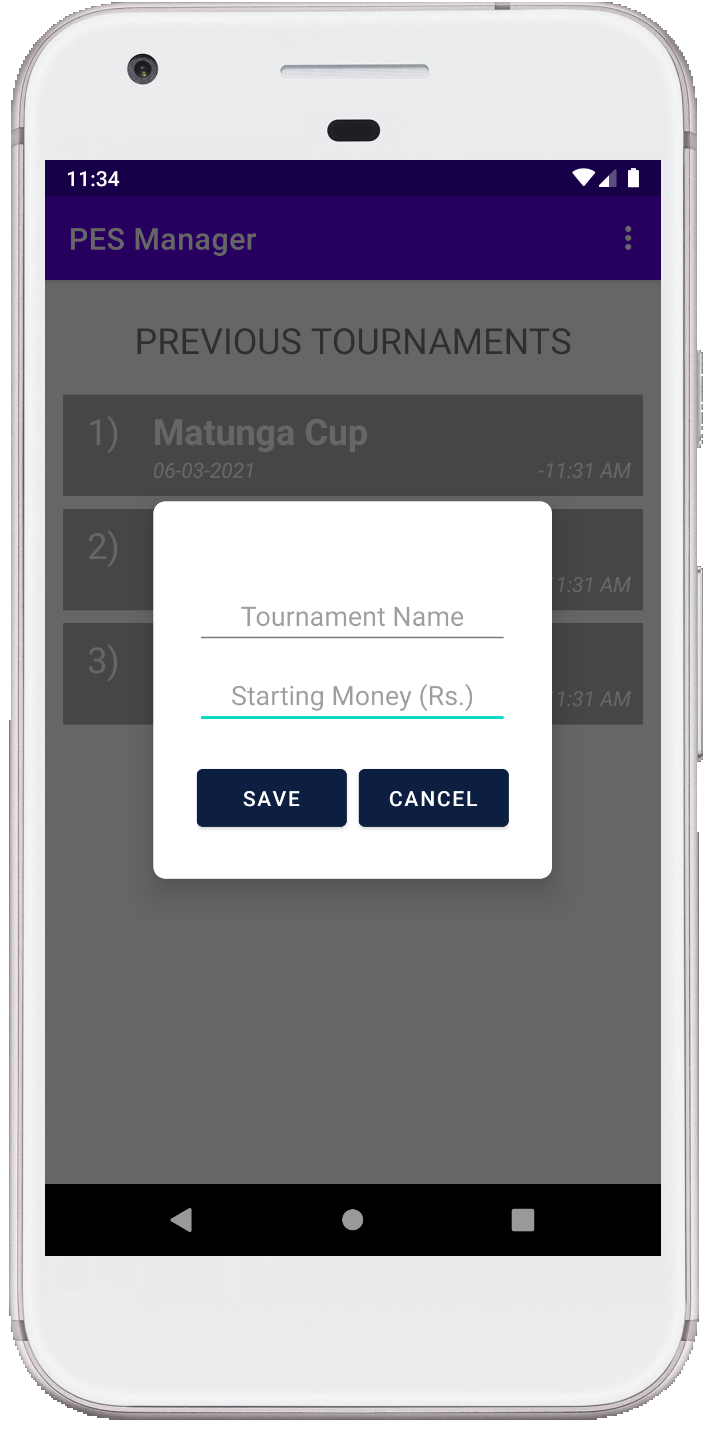 11:34
PES Manager
PREVIOUS TOURNAMENTS
1) Matunga Cup
06-03-2021 -11:31 AM
2)
1:31 AM
3)
1:31 AM
Tournament Name
Starting Money (Rs.)
SAVE CANCEL